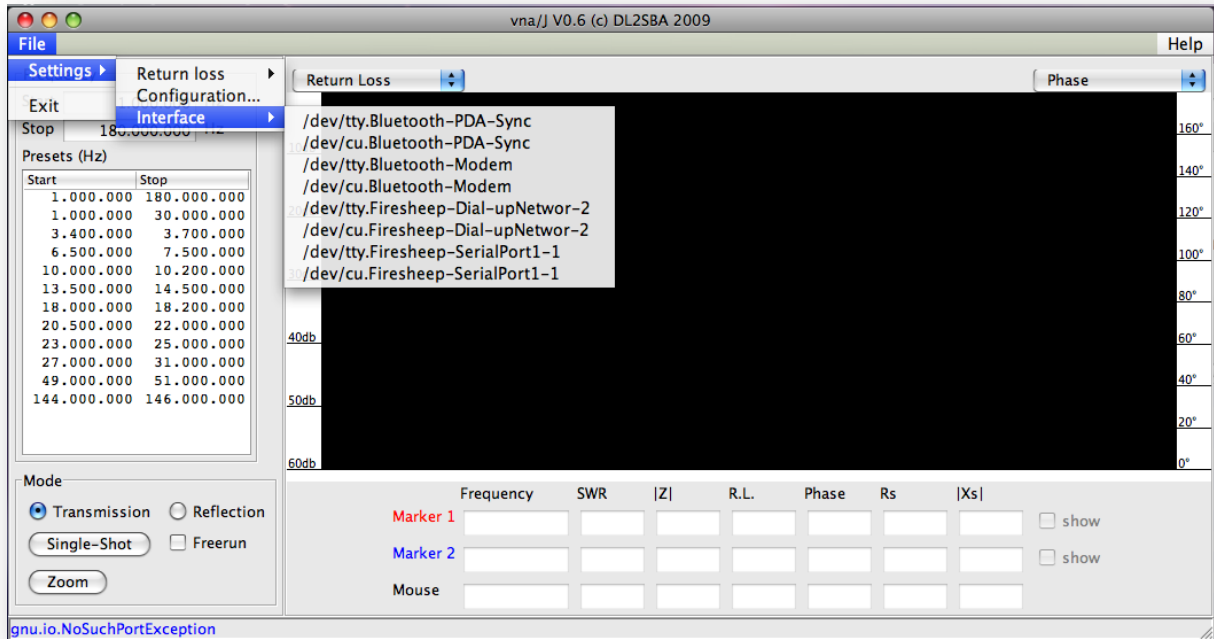 vna/J V0.6 (c) DL2SBA 2009
File
Help
Settings
Exit
Return loss
Configuration...
Interface
/dev/tty.Bluetooth-PDA-Sync
/dev/cu.Bluetooth-PDA-Sync
/dev/tty.Bluetooth-Modem
/dev/cu.Bluetooth-Modem
/dev/tty.Firesheep-Dial-upNetwor-2
/dev/cu.Firesheep-Dial-upNetwor-2
/dev/tty.Firesheep-SerialPort1-1
/dev/cu.Firesheep-SerialPort1-1
Stop 180.000.000 Hz
Presets (Hz)
Start Stop
1.000.000 180.000.000
1.000.000 30.000.000
3.400.000 3.700.000
6.500.000 7.500.000
10.000.000 10.200.000
13.500.000 14.500.000
18.000.000 18.200.000
20.500.000 22.000.000
23.000.000 25.000.000
27.000.000 31.000.000
49.000.000 51.000.000
144.000.000 146.000.000
Mode
Transmission Reflection
Single-Shot Freerun
Zoom
Return Loss
Phase
40db
50db
60db
160°
140°
120°
100°
80°
60°
40°
20°
0°
Frequency SWR |Z| R.L. Phase Rs |Xs|
Marker 1 show
Marker 2 show
Mouse
gnu.io.NoSuchPortException